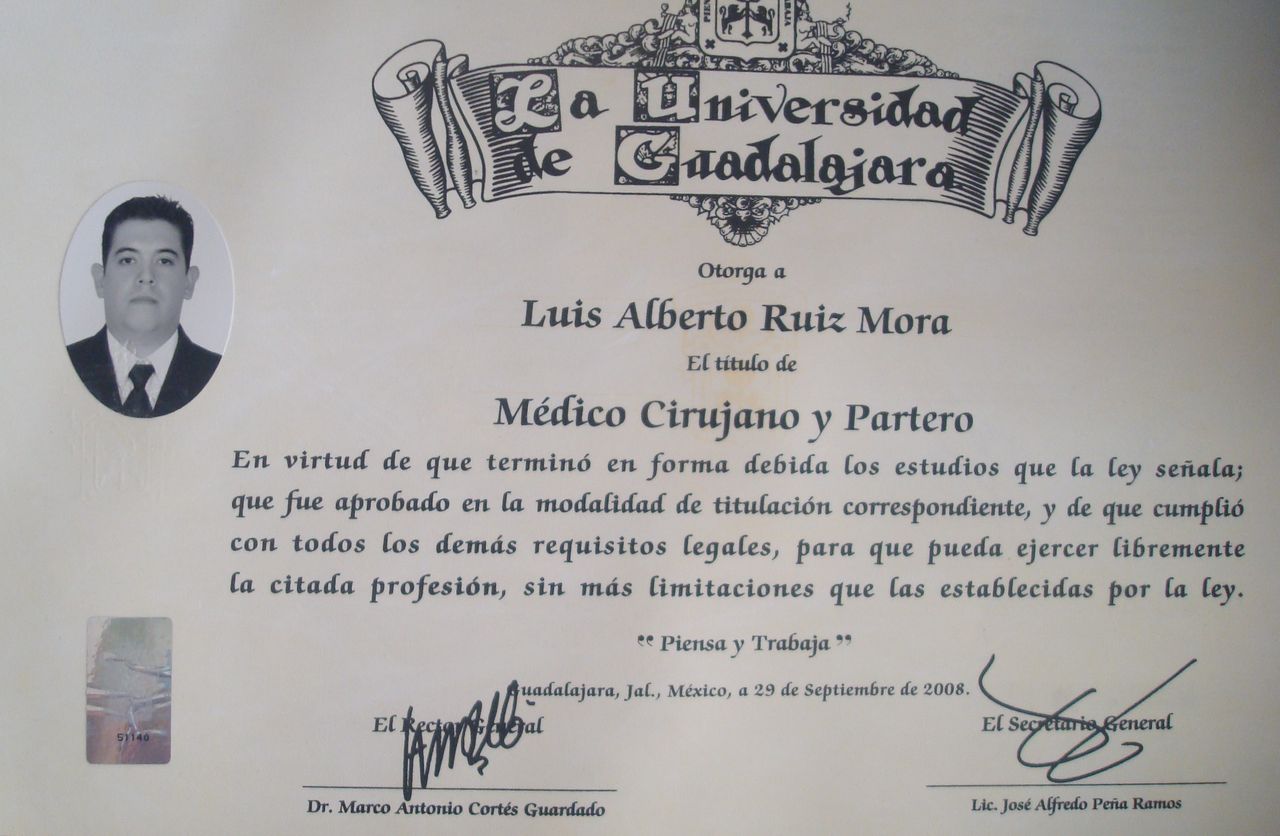 La Universidad
de Guadalajara
Otorga a
Luis Alberto Ruiz Mora
El título de
Médico Cirujano y Partero
En virtud de que terminó en forma debida los estudios que la ley señala;
que fue aprobado en la modalidad de titulación correspondiente, y de que cumplió
con todos los demás requisitos legales, para que pueda ejercer libremente
la citada profesión, sin más limitaciones que las establecidas por la ley.
“ Piensa y Trabaja ”
Guadalajara, Jal., México, a 29 de Septiembre de 2008.
El Rector General
El Secretario General
51140
Dr. Marco Antonio Cortés Guardado
Lic. José Alfredo Peña Ramos